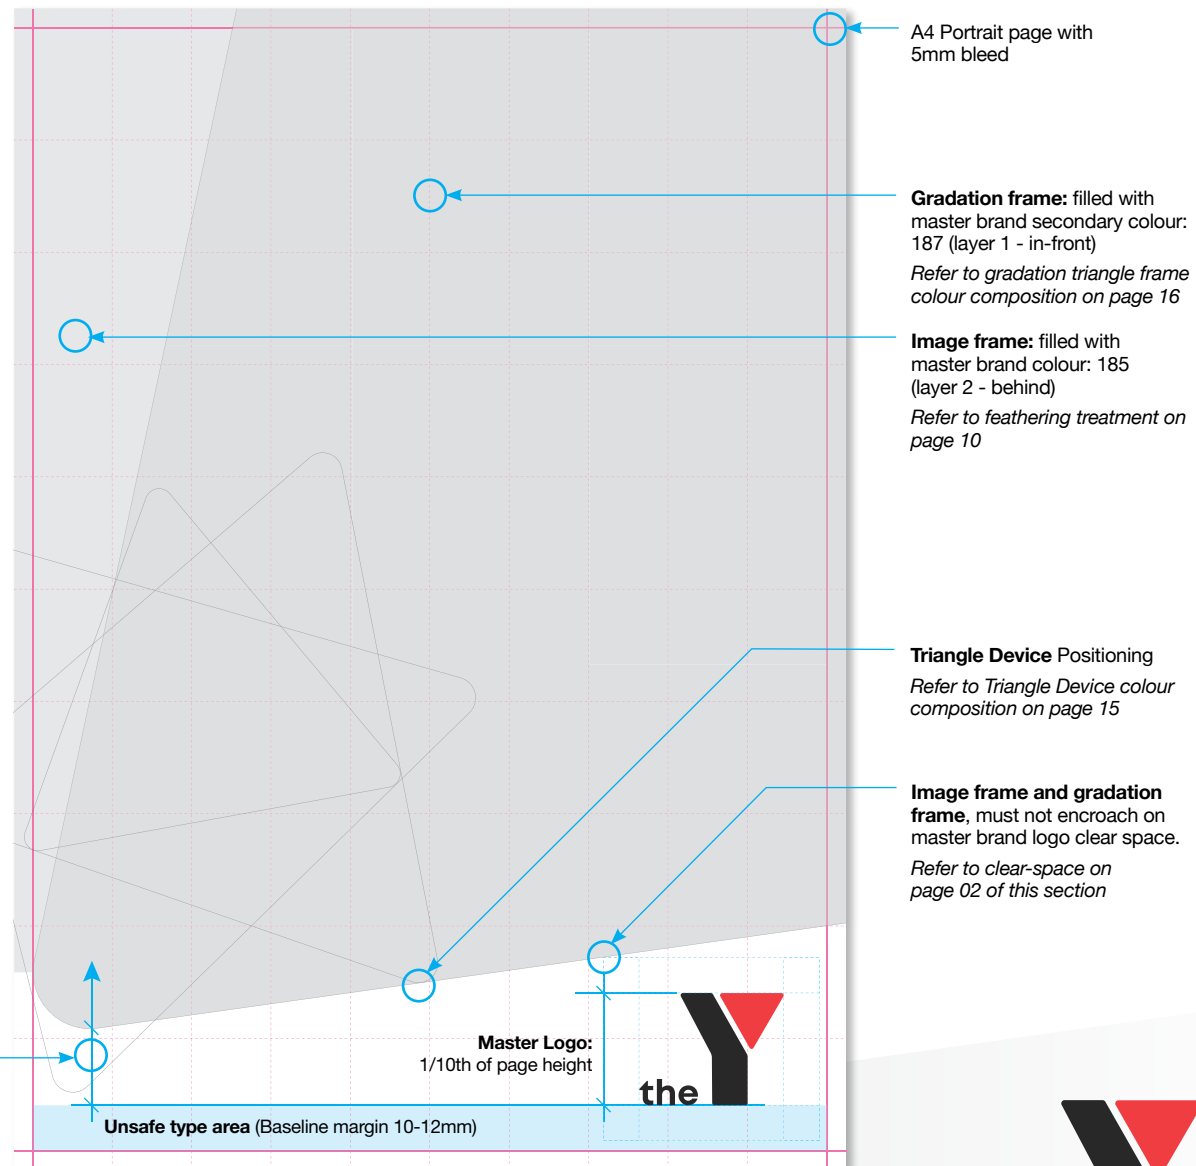 A4 Portrait page with
5mm bleed
Gradation frame: filled with
master brand secondary colour:
187 (layer 1 - in-front)
Refer to gradation triangle frame
colour composition on page 16
Image frame: filled with
master brand colour: 185
(layer 2 - behind)
Refer to feathering treatment on
page 10
Triangle Device Positioning
Refer to Triangle Device colour
composition on page 15
Image frame and gradation
frame, must not encroach on
master brand logo clear space.
Refer to clear-space on
page 02 of this section
Master Logo:
1/10th of page height
the Y
Unsafe type area (Baseline margin 10-12mm)